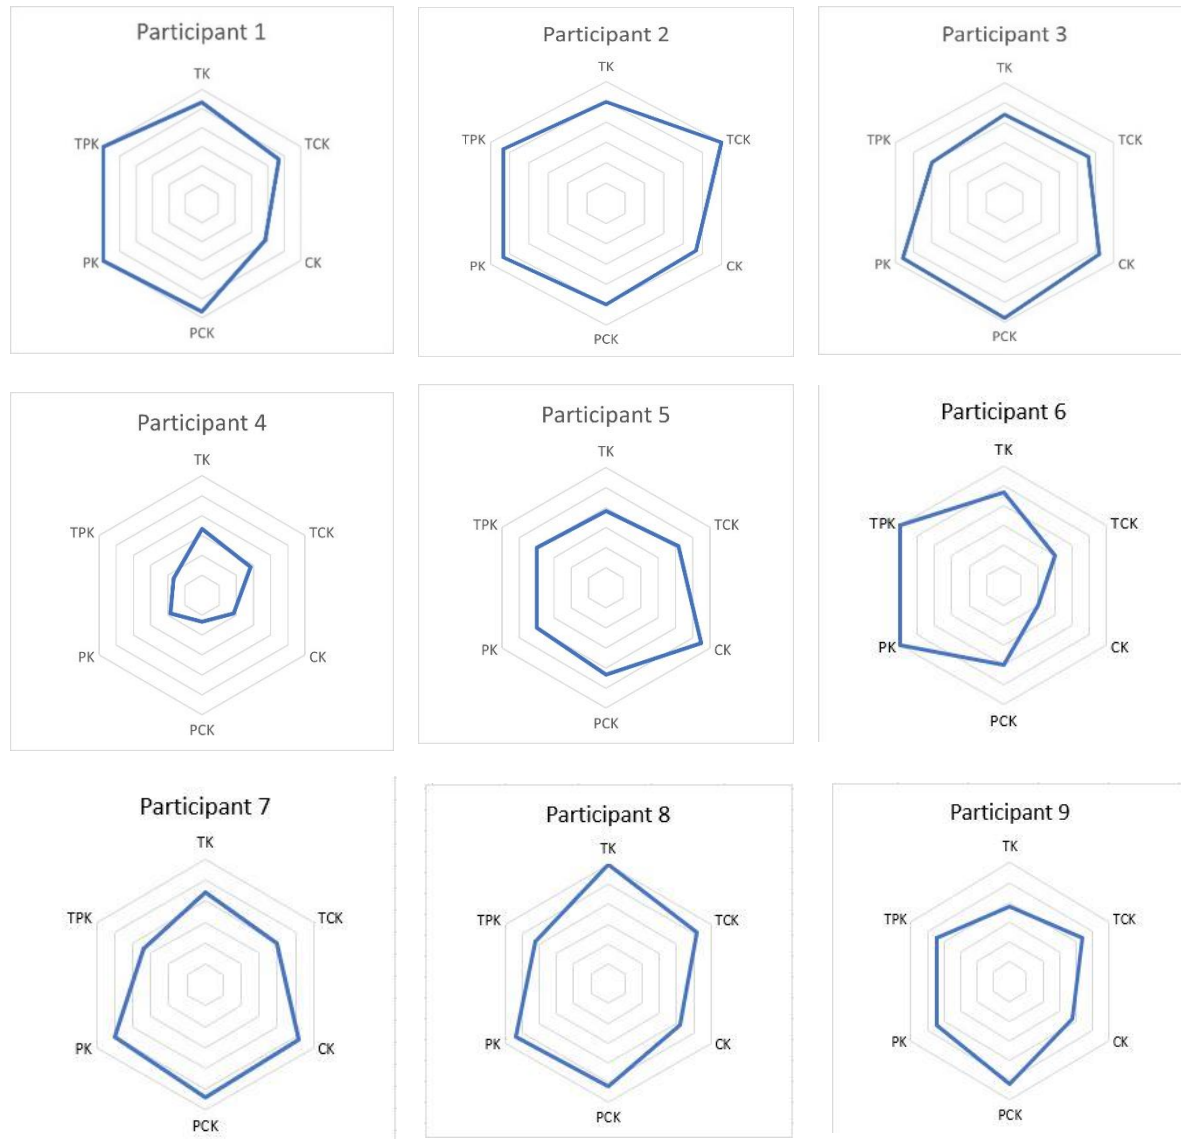 Participant 1
TK
TPK
TCK
PK
CK
PCK
Participant 2
TK
TPK
TCK
PK
CK
PCK
Participant 3
TK
TPK
TCK
PK
CK
PCK
Participant 4
TK
TPK
TCK
PK
CK
PCK
Participant 5
TK
TPK
TCK
PK
CK
PCK
Participant 6
TK
TPK
TCK
PK
CK
PCK
Participant 7
TK
TPK
TCK
PK
CK
PCK
Participant 8
TK
TPK
TCK
PK
CK
PCK
Participant 9
TK
TPK
TCK
PK
CK
PCK